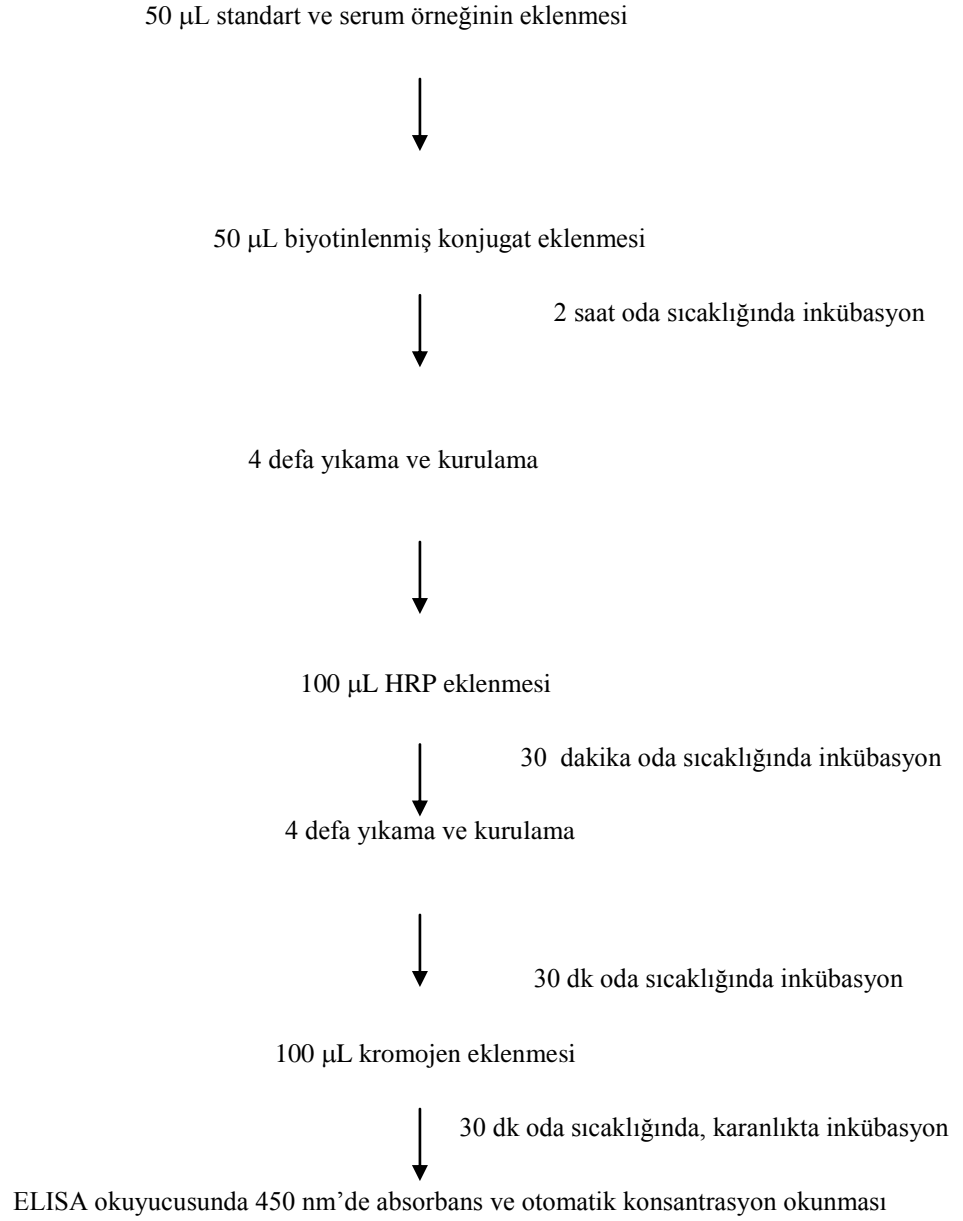 50 µL standart ve serum örneğinin eklenmesi
50 µL biyotinlenmiş konjugat eklenmesi
2 saat oda sıcaklığında inkübasyon
4 defa yıkama ve kurulama
100 µL HRP eklenmesi
30 dakika oda sıcaklığında inkübasyon
4 defa yıkama ve kurulama
30 dk oda sıcaklığında inkübasyon
100 µL kromojen eklenmesi
30 dk oda sıcaklığında, karanlıkta inkübasyon
ELISA okuyucusunda 450 nm’de absorbans ve otomatik konsantrasyon okunması